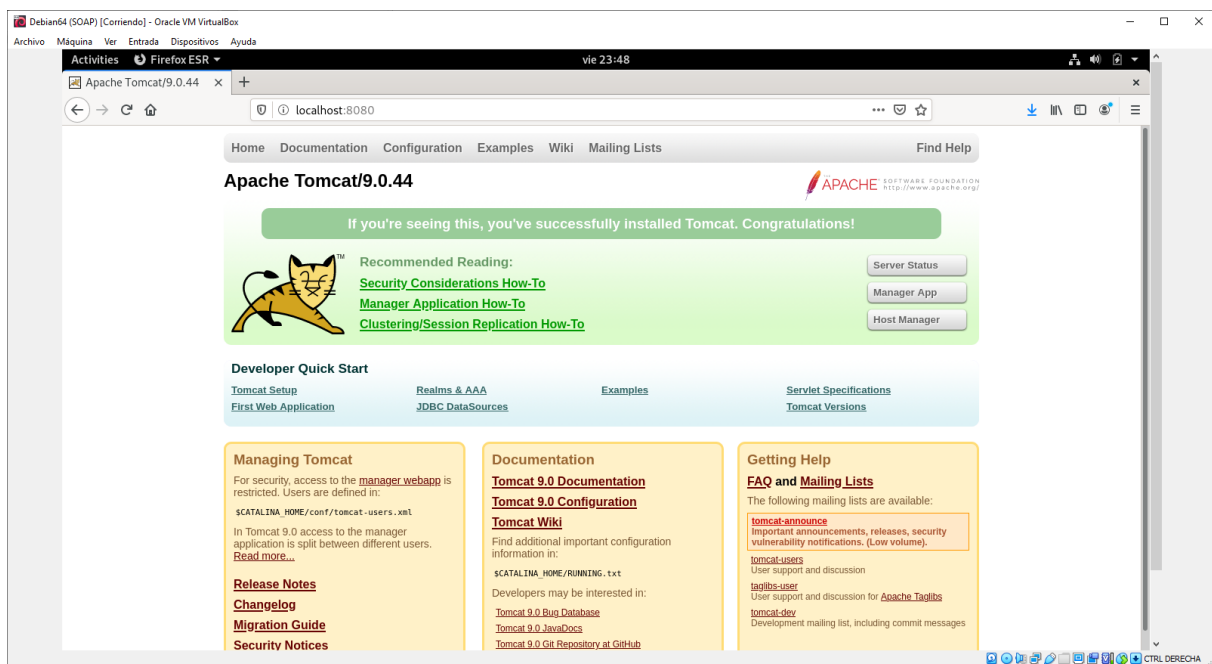 Debian64 (SOAP) [Corriendo] - Oracle VM VirtualBox
Archivo Máquina Ver Entrada Dispositivos Ayuda
Activities Firefox ESR vie 23:48
Apache Tomcat/9.0.44
localhost:8080
Home Documentation Configuration Examples Wiki Mailing Lists Find Help
Apache Tomcat/9.0.44
APACHE SOFTWARE FOUNDATION
http://www.apache.org/
If you're seeing this, you've successfully installed Tomcat. Congratulations!
TM
Recommended Reading:
Security Considerations How-To
Manager Application How-To
Clustering/Session Replication How-To
Server Status
Manager App
Host Manager
Developer Quick Start
Tomcat Setup Realms & AAA Examples Servlet Specifications
First Web Application JDBC DataSources Tomcat Versions
Managing Tomcat
For security, access to the manager webapp is
restricted. Users are defined in:
$CATALINA_HOME/conf/tomcat-users.xml
In Tomcat 9.0 access to the manager
application is split between different users.
Read more...
Release Notes
Changelog
Migration Guide
Security Notices
Documentation
Tomcat 9.0 Documentation
Tomcat 9.0 Configuration
Tomcat Wiki
Find additional important configuration
information in:
$CATALINA_HOME/RUNNING.txt
Developers may be interested in:
Tomcat 9.0 Bug Database
Tomcat 9.0 JavaDocs
Tomcat 9.0 Git Repository at GitHub
Getting Help
FAQ and Mailing Lists
The following mailing lists are available:
tomcat-announce
Important announcements, releases, security
vulnerability notifications. (Low volume).
tomcat-users
User support and discussion
taglibs-user
User support and discussion for Apache Taglibs
tomcat-dev
Development mailing list, including commit messages
CTRL DERECHA